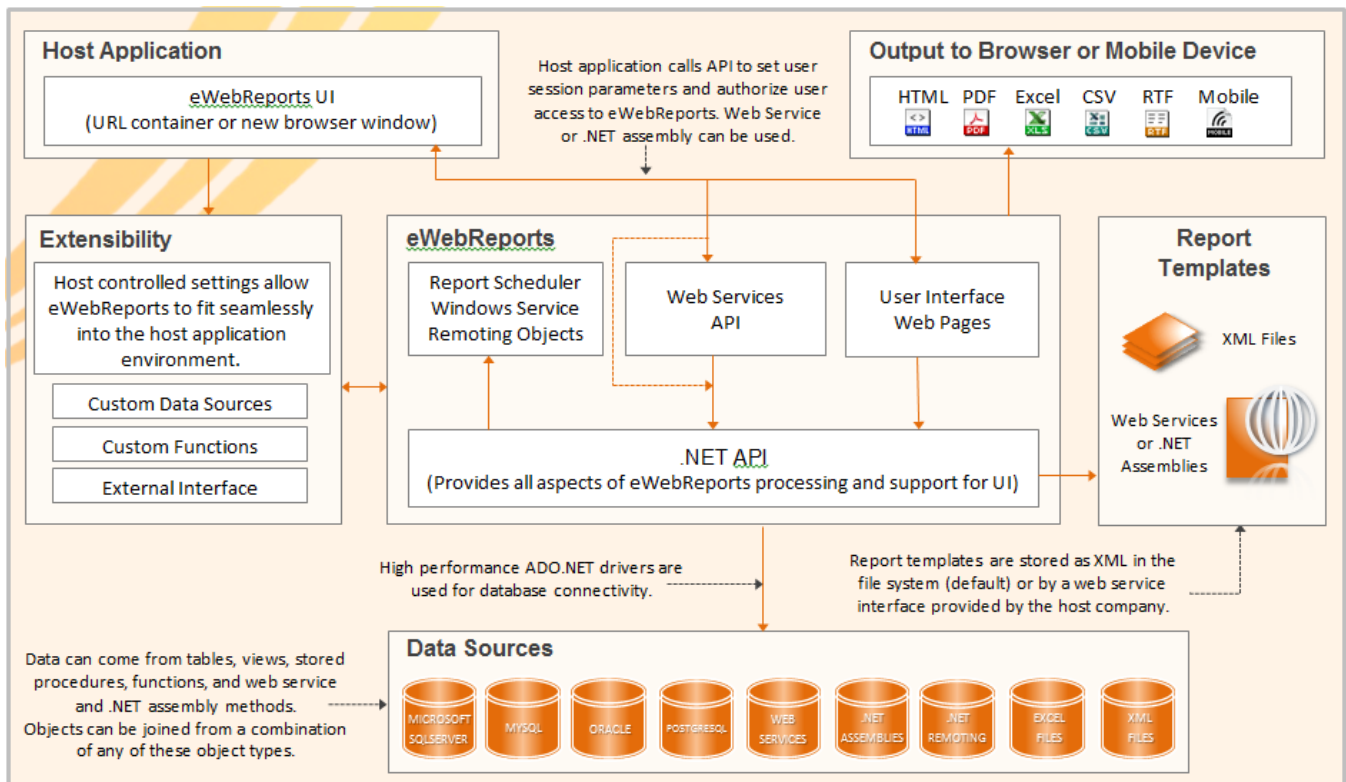 Host Application
eWebReports UI
(URL container or new browser window)
Host application calls API to set user
session parameters and authorize user
access to eWebReports. Web Service
or .NET assembly can be used.
Output to Browser or Mobile Device
HTML PDF Excel CSV RTF Mobile
<> HTML PDF XLS CSV RTF MOBILE
Extensibility
Host controlled settings allow
eWebReports to fit seamlessly
into the host application
environment.
Custom Data Sources
Custom Functions
External Interface
eWebReports
Report Scheduler
Windows Service
Remoting Objects
Web Services
API
User Interface
Web Pages
.NET API
(Provides all aspects of eWebReports processing and support for UI)
Report
Templates
XML Files
Web Services
or .NET
Assemblies
High performance ADO.NET drivers are
used for database connectivity.
Report templates are stored as XML in the
file system (default) or by a web service
interface provided by the host company.
Data can come from tables, views, stored
procedures, functions, and web service
and .NET assembly methods.
Objects can be joined from a combination
of any of these object types.
Data Sources
MICROSOFT
SQLSERVER
MYSQL
ORACLE
POSTGRESQL
WEB
SERVICES
.NET
ASSEMBLIES
.NET
REMOTING
EXCEL
FILES
XML
FILES